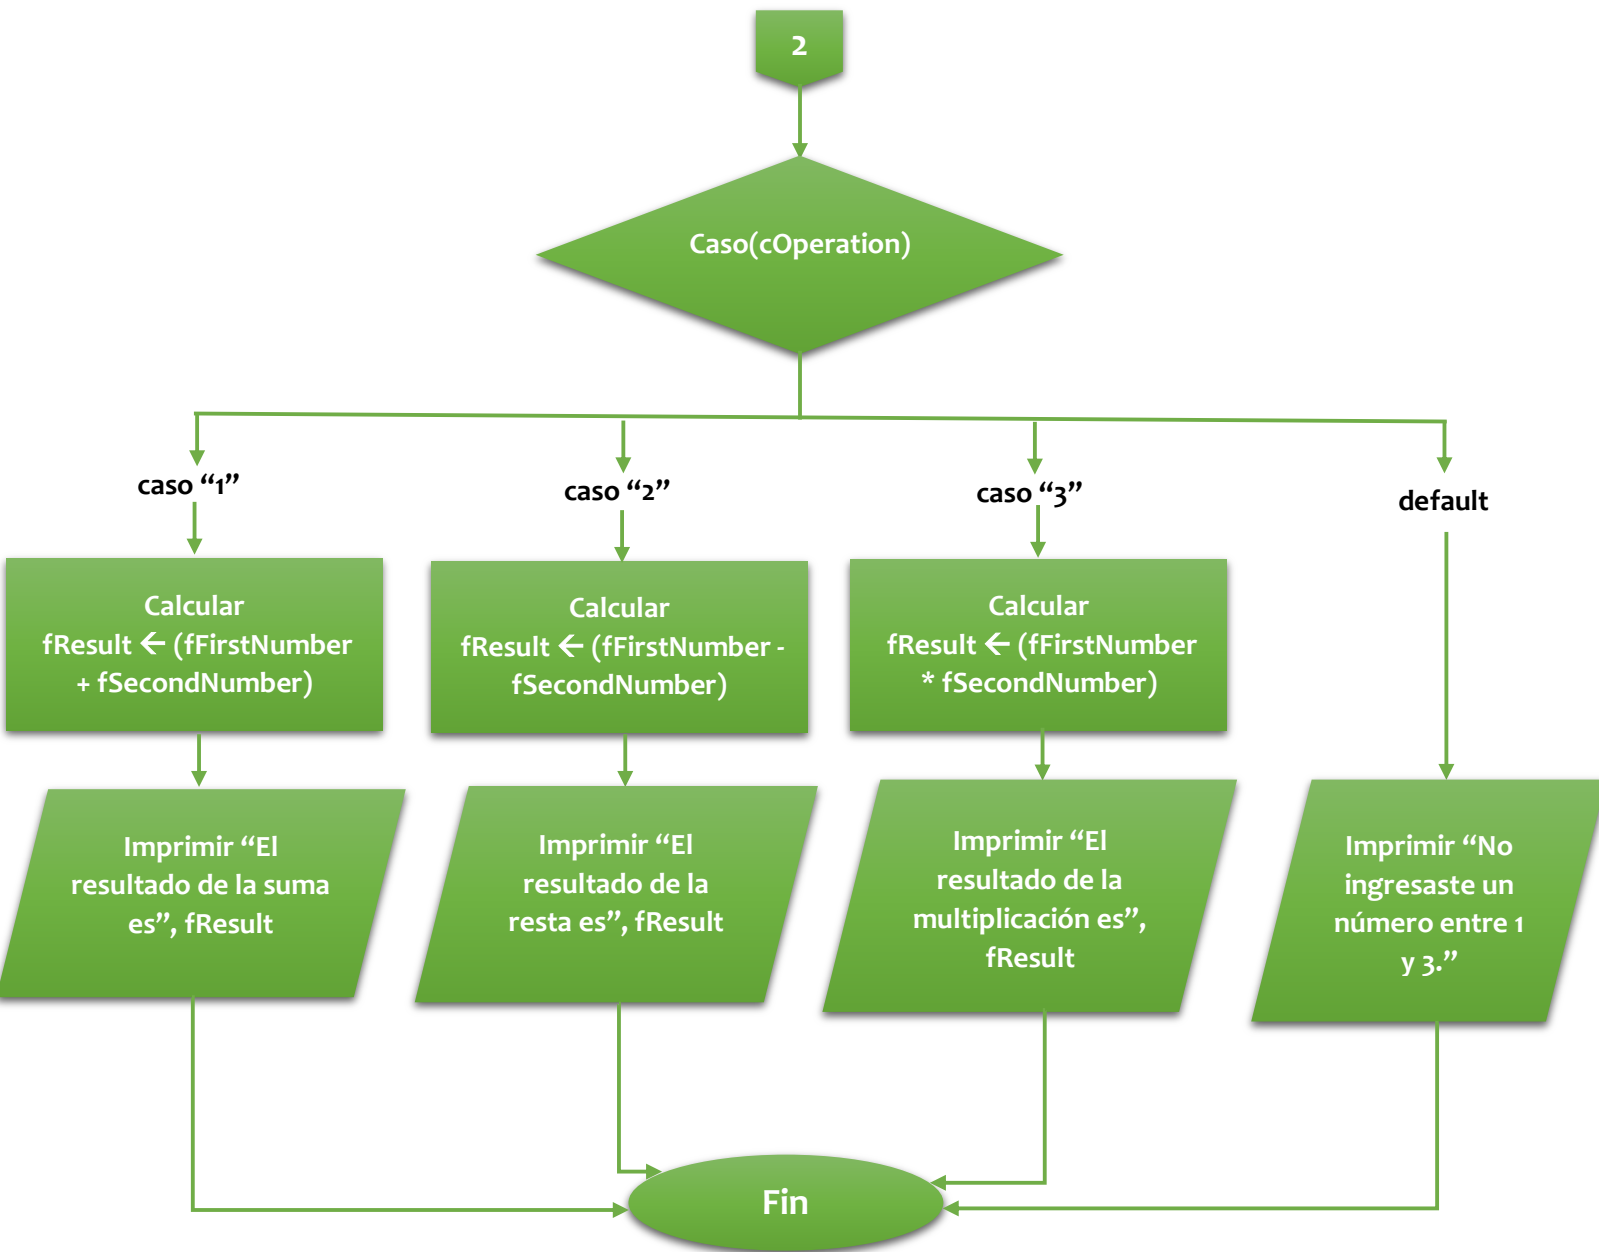 2
Caso(cOperation)
caso “1”
caso “2”
caso “3”
default
Calcular
fResult ← (fFirstNumber
+ fSecondNumber)
Calcular
fResult ← (fFirstNumber -
fSecondNumber)
Calcular
fResult ← (fFirstNumber
* fSecondNumber)
Imprimir “El
resultado de la suma
es”, fResult
Imprimir “El
resultado de la
resta es”, fResult
Imprimir “El
resultado de la
multiplicación es”,
fResult
Imprimir “No
ingresaste un
número entre 1
y 3.”
Fin